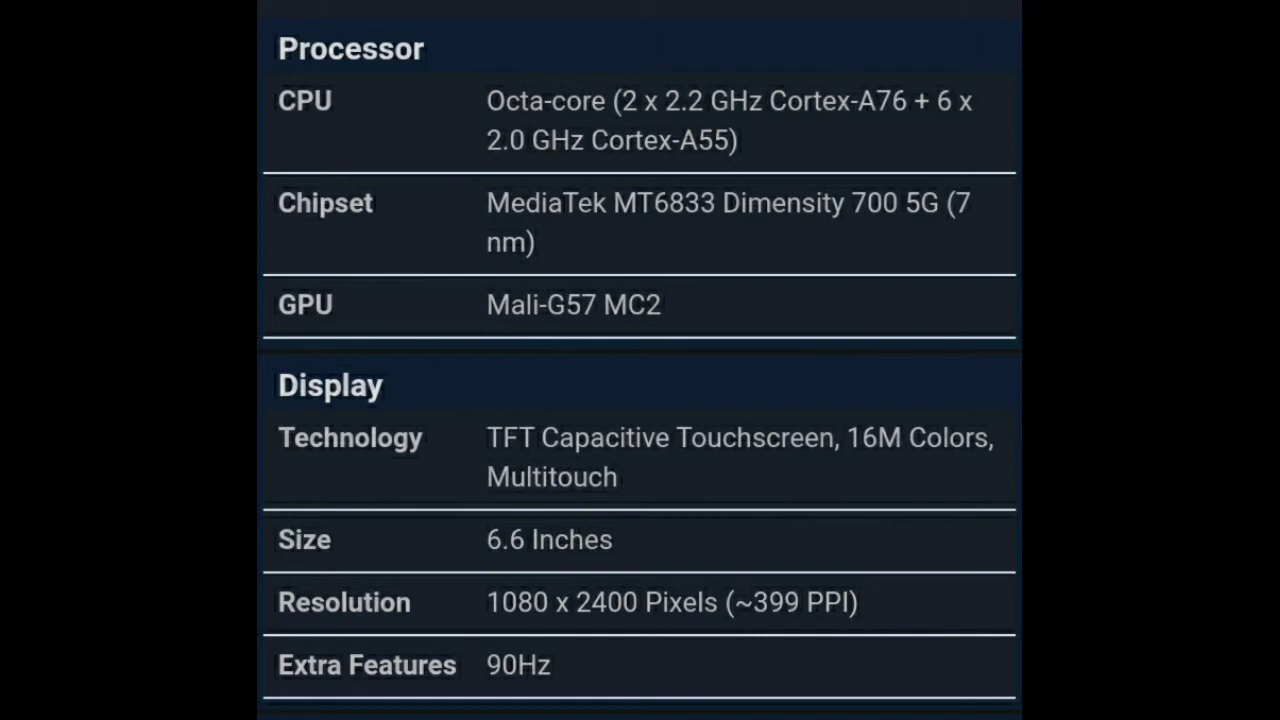 Processor
CPU Octa-core (2 x 2.2 GHz Cortex-A76 + 6 x
2.0 GHz Cortex-A55)
Chipset MediaTek MT6833 Dimensity 700 5G (7
nm)
GPU Mali-G57 MC2
Display
Technology TFT Capacitive Touchscreen, 16M Colors,
Multitouch
Size 6.6 Inches
Resolution 1080 x 2400 Pixels (~399 PPI)
Extra Features 90Hz